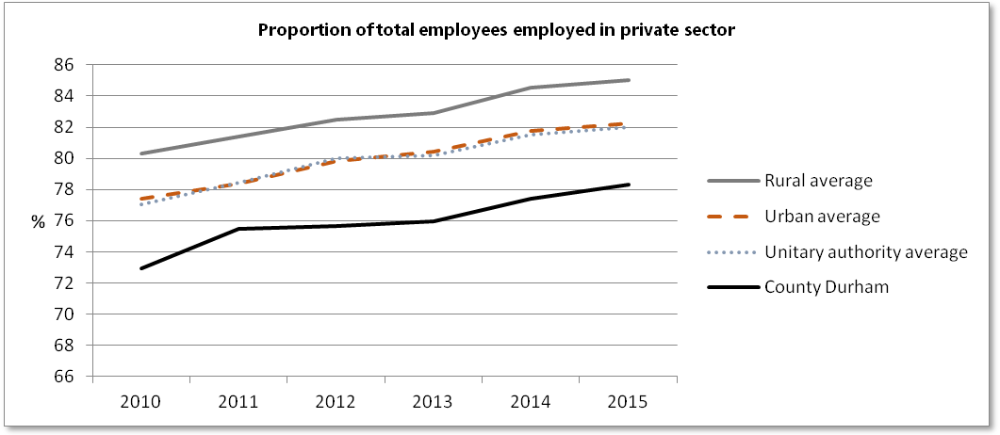 Proportion of total employees employed in private sector
86
84
82
80
78
76
74
72
70
68
66
%
2010 2011 2012 2013 2014 2015
Rural average
Urban average
Unitary authority average
County Durham